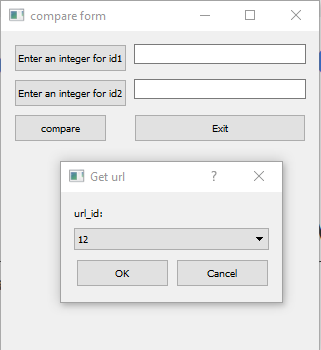 compare form
Enter an integer for id1
Enter an integer for id2
compare
Exit
Get url
?
url_id:
12
OK
Cancel